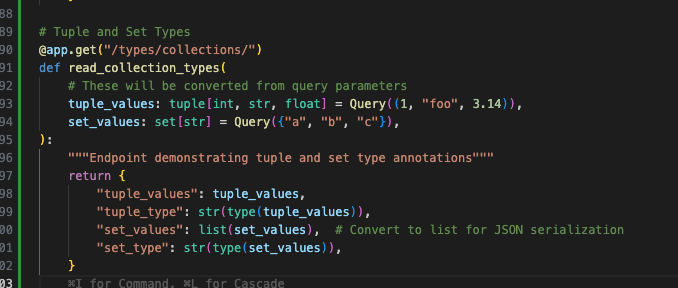 88
89 # Tuple and Set Types
90 @app.get("/types/collections/")
91 def read_collection_types(
92 # These will be converted from query parameters
93 tuple_values: tuple[int, str, float] = Query((1, "foo", 3.14)),
94 set_values: set[str] = Query({"a", "b", "c"}),
95 ):
96 """Endpoint demonstrating tuple and set type annotations"""
97 return {
98 "tuple_values": tuple_values,
99 "tuple_type": str(type(tuple_values)),
00 "set_values": list(set_values),  # Convert to list for JSON serialization
01 "set_type": str(type(set_values)),
02 }
03 ⌘I for Command, ⌘L for Cascade